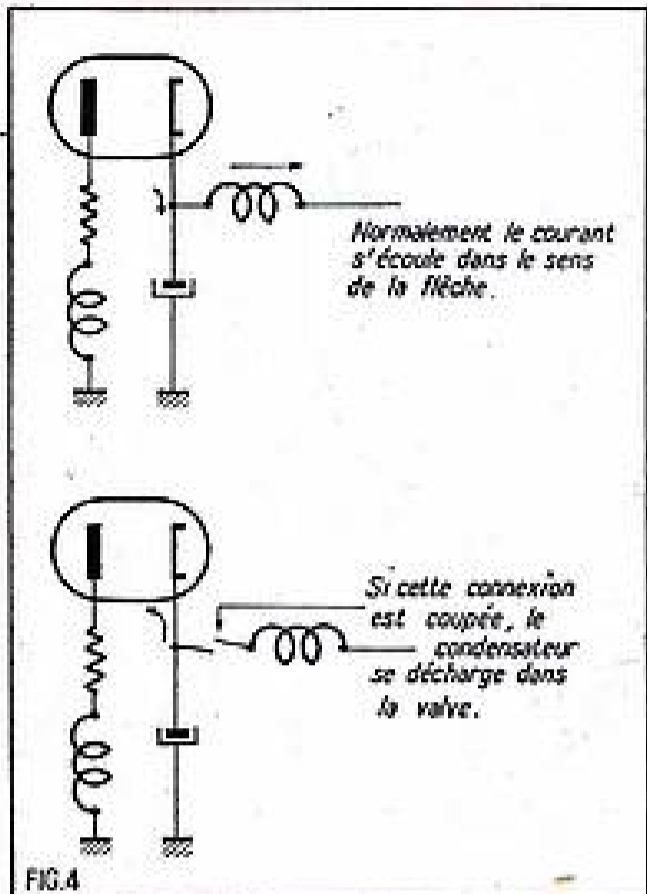 Normalement le courant
s'écoule dans le sens
de la flèche.
Si cette connexion
est coupée, le
condensateur
se décharge dans
la valve.
FIG.4